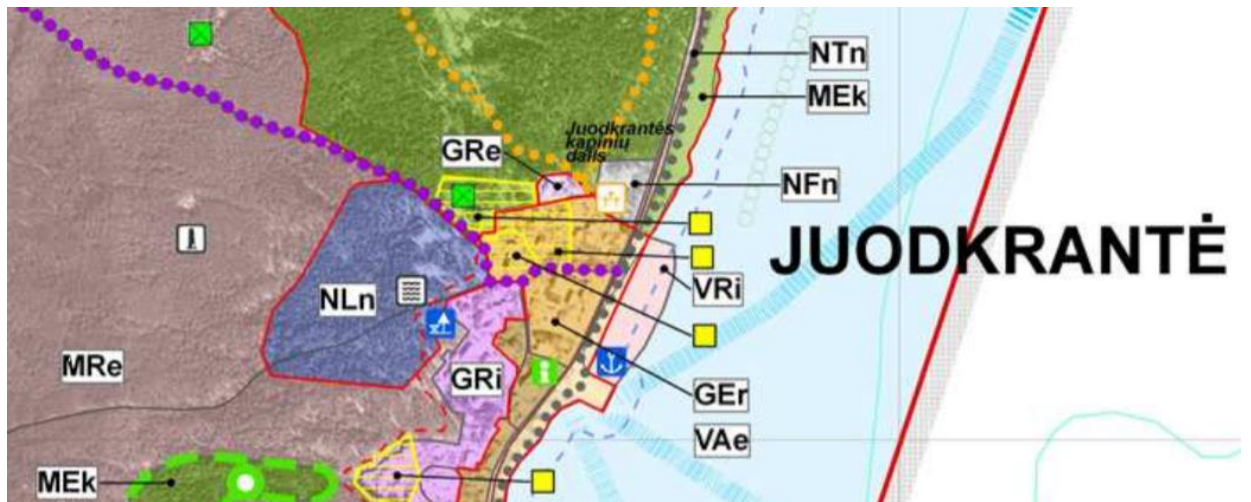 NTn
MEk
Juodkrantės
kapinių
dalis
GRe
NFn
JUODKRANTĖ
VRi
NLn
MRe
GRi
GEr
VAe
MEk